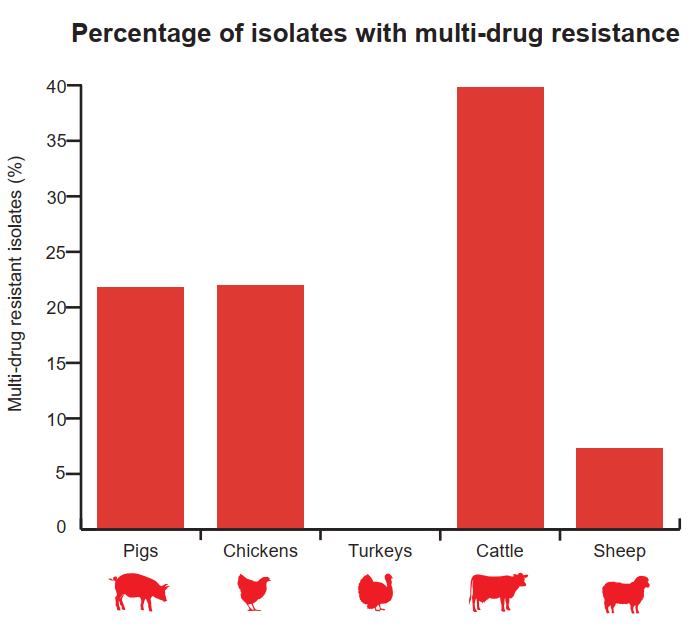 Percentage of isolates with multi-drug resistance
Multi-drug resistant isolates (%)
40
35
30
25
20
15
10
5
0
Pigs
Chickens
Turkeys
Cattle
Sheep